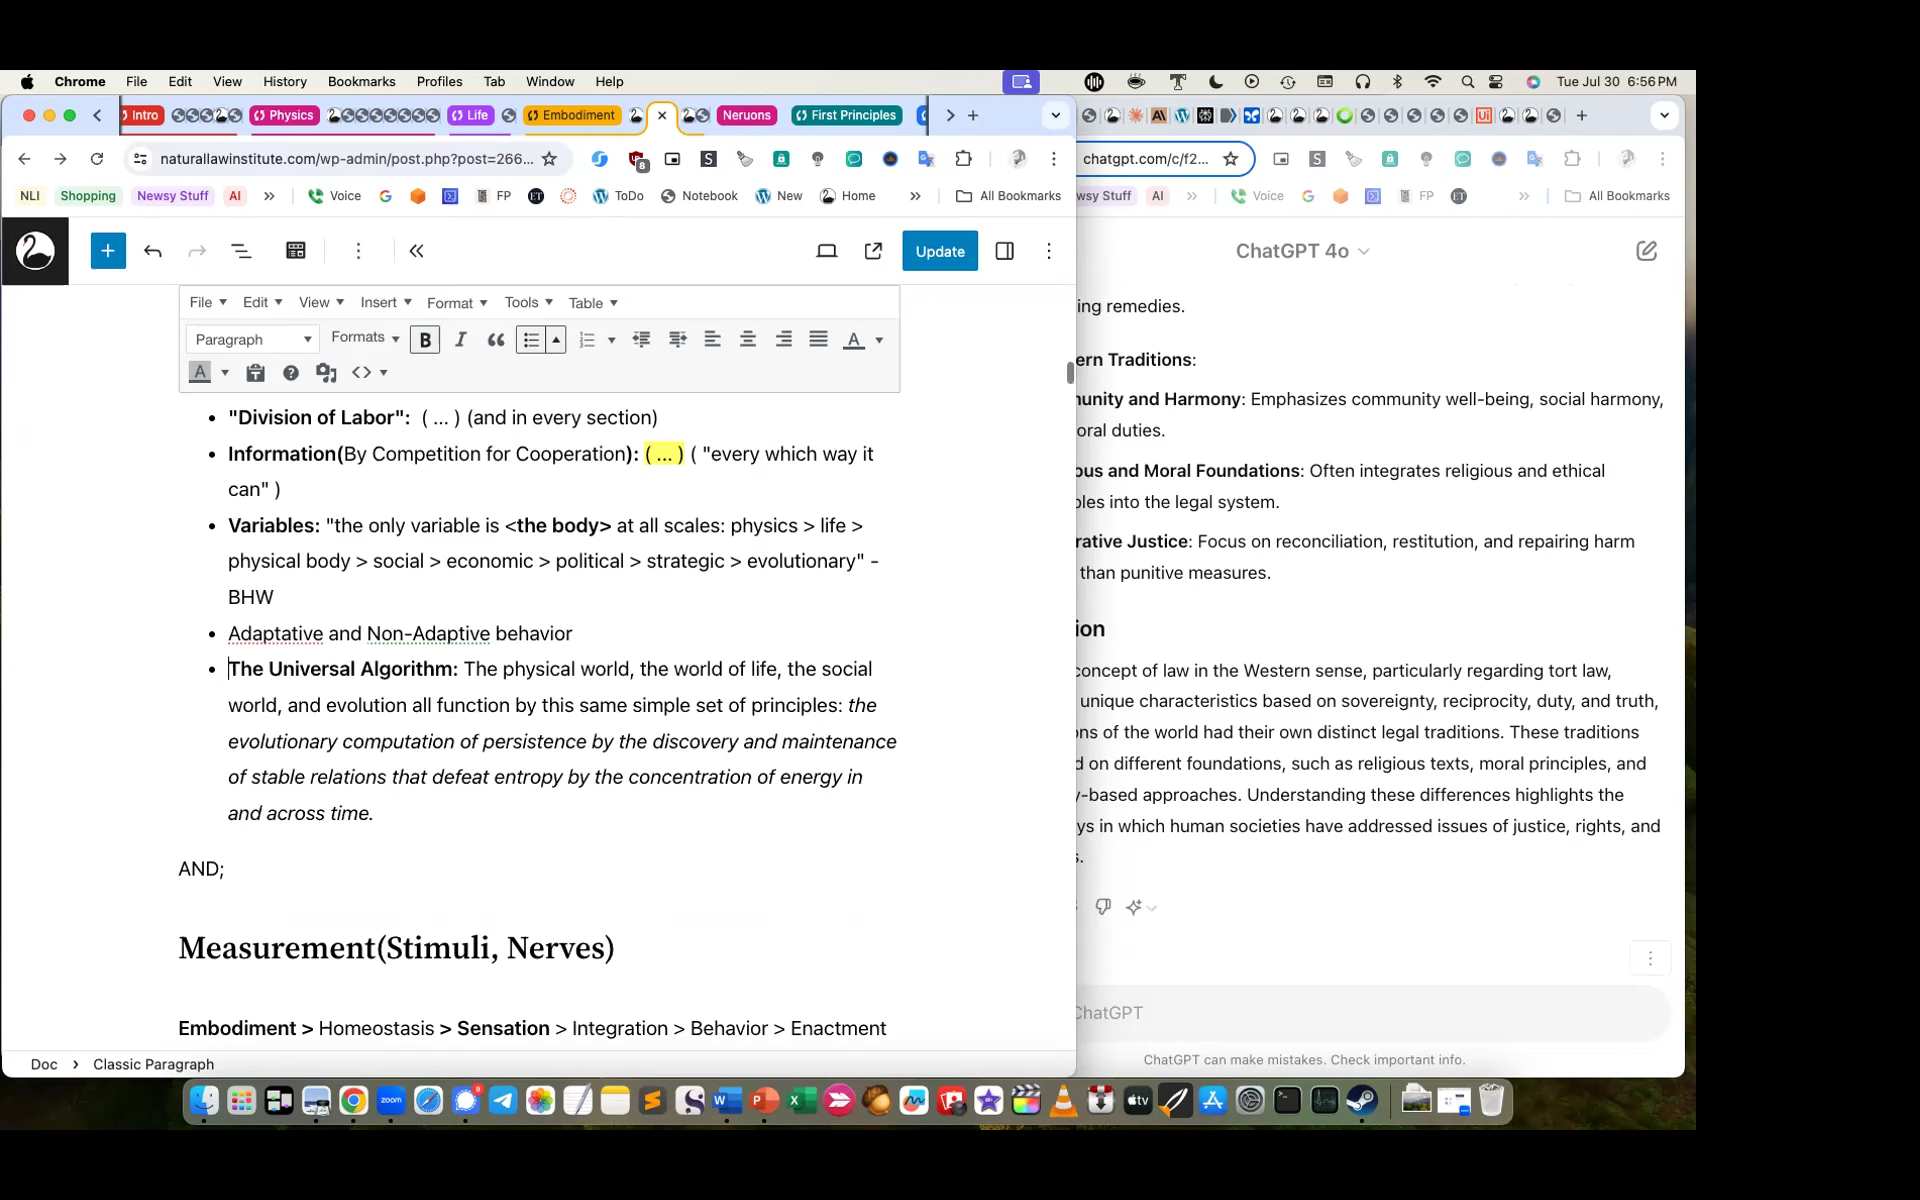 Chrome File Edit View History Bookmarks Profiles Tab Window Help Tue Jul 30 6:56 PM
Intro Physics Life Embodiment Neruons First Principles
naturallawinstitute.com/wp-admin/post.php?post=266...
NLI Shopping Newsy Stuff AI » Voice FP ET ToDo Notebook New Home » All Bookmarks
Update
File Edit View Insert Format Tools Table
Paragraph Formats B I
A
• "Division of Labor": ( ... ) (and in every section)
• Information(By Competition for Cooperation): ( ... ) ( "every which way it
can" )
• Variables: "the only variable is <the body> at all scales: physics > life >
physical body > social > economic > political > strategic > evolutionary" -
BHW
• Adaptative and Non-Adaptive behavior
• The Universal Algorithm: The physical world, the world of life, the social
world, and evolution all function by this same simple set of principles: the
evolutionary computation of persistence by the discovery and maintenance
of stable relations that defeat entropy by the concentration of energy in
and across time.
AND;
Measurement(Stimuli, Nerves)
Embodiment > Homeostasis > Sensation > Integration > Behavior > Enactment
Doc › Classic Paragraph
chatgpt.com/c/f2...
wsy Stuff AI » Voice FP ET » All Bookmarks
ChatGPT 4o
ing remedies.
ern Traditions:
nunity and Harmony: Emphasizes community well-being, social harmony,
oral duties.
ous and Moral Foundations: Often integrates religious and ethical
ples into the legal system.
rative Justice: Focus on reconciliation, restitution, and repairing harm
than punitive measures.
ion
concept of law in the Western sense, particularly regarding tort law,
unique characteristics based on sovereignty, reciprocity, duty, and truth,
ons of the world had their own distinct legal traditions. These traditions
d on different foundations, such as religious texts, moral principles, and
y-based approaches. Understanding these differences highlights the
ys in which human societies have addressed issues of justice, rights, and
s.
ChatGPT
ChatGPT can make mistakes. Check important info.
zoom
tv